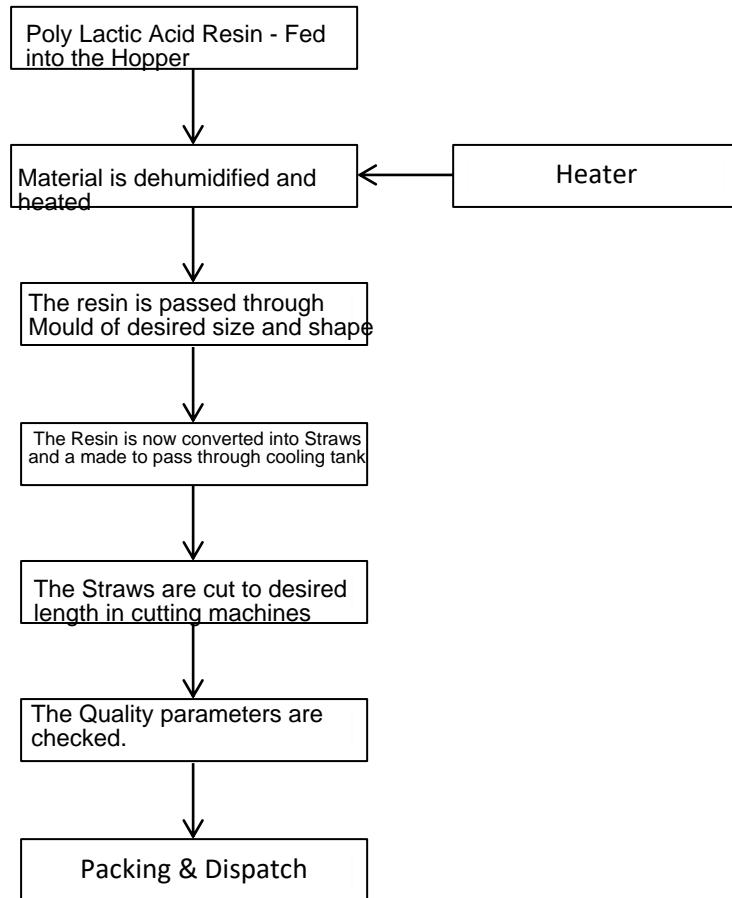 Poly Lactic Acid Resin - Fed
into the Hopper
Material is dehumidified and
heated
Heater
The resin is passed through
Mould of desired size and shape
The Resin is now converted into Straws
and a made to pass through cooling tank
The Straws are cut to desired
length in cutting machines
The Quality parameters are
checked.
Packing & Dispatch